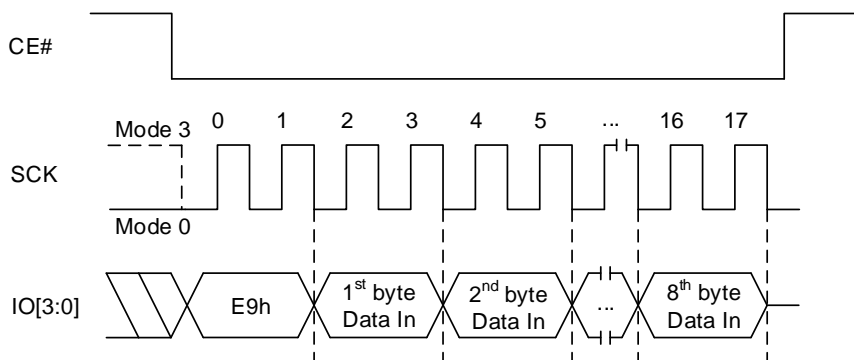 CE#
Mode 3 0 1 2 3 4 5 ... 16 17
SCK
Mode 0
IO[3:0] E9h 1st byte Data In 2nd byte Data In ... 8th byte Data In